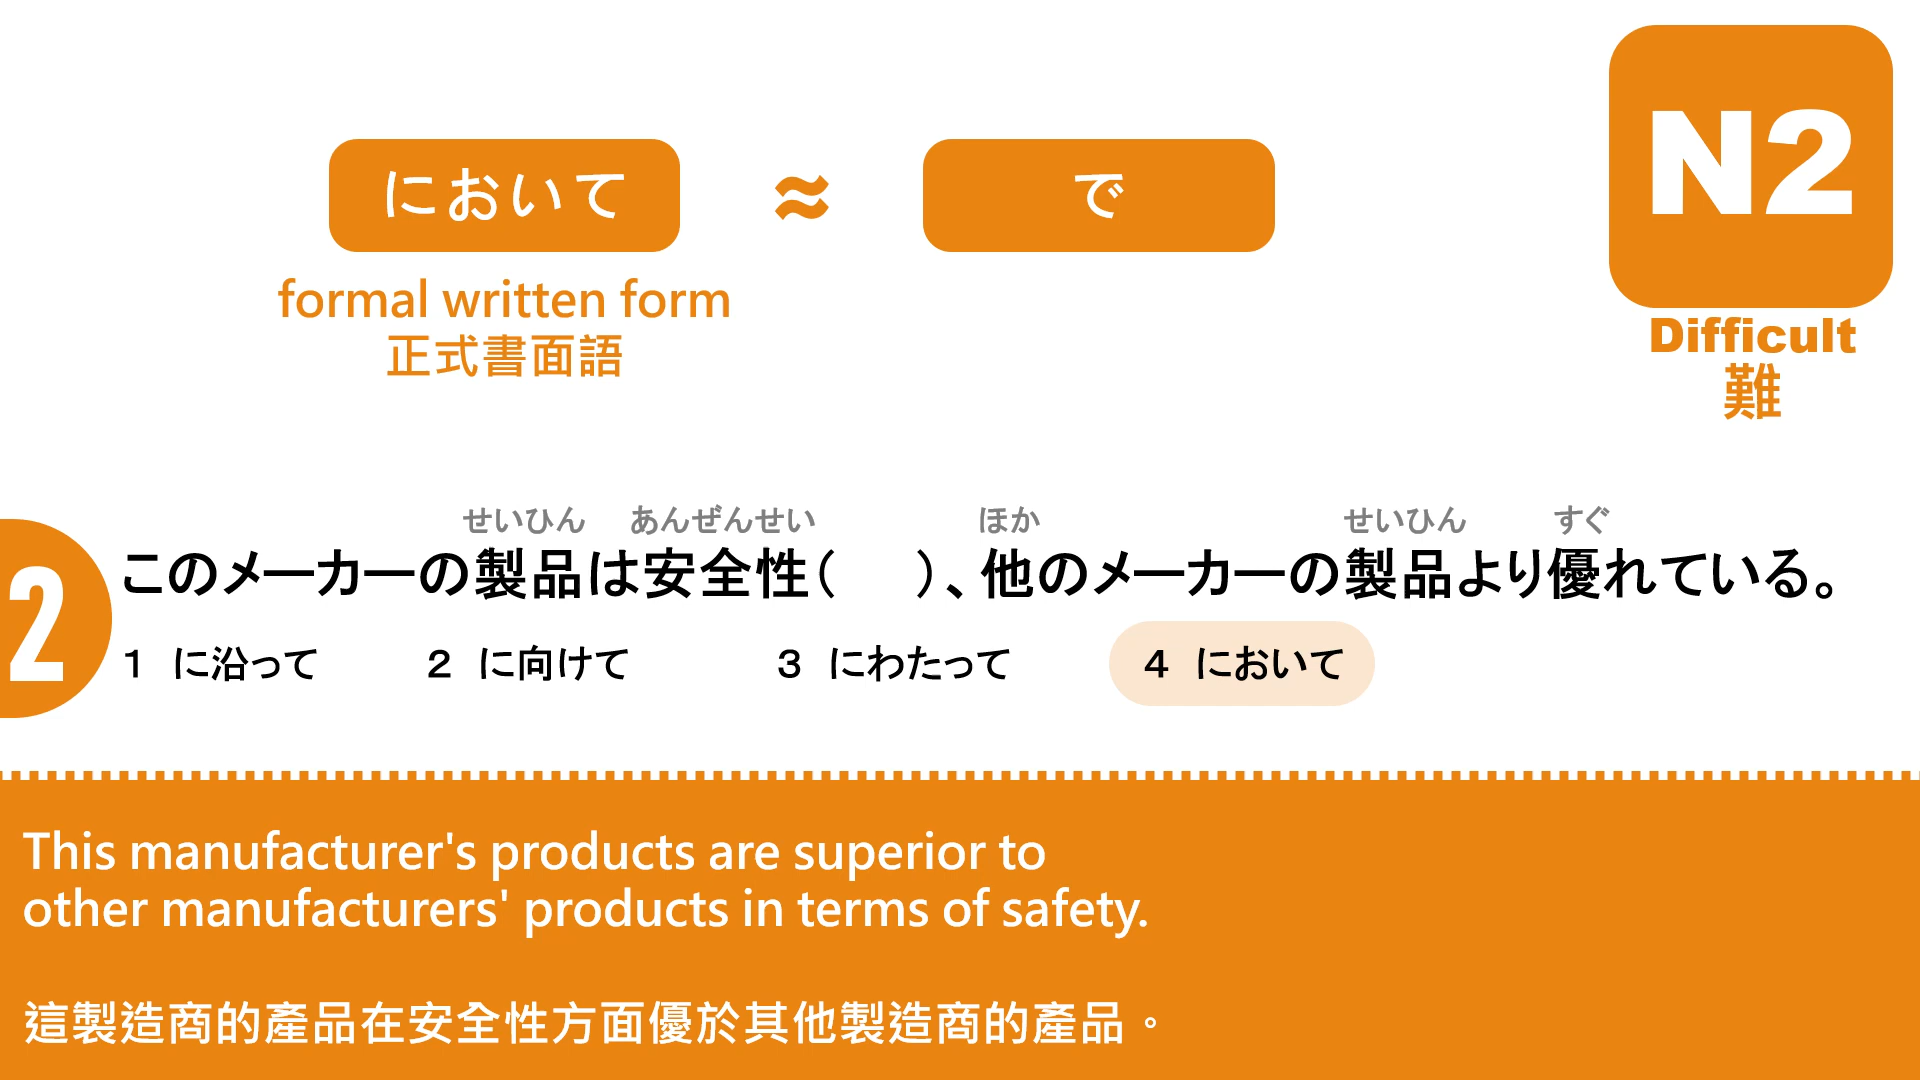 において ≈ で
formal written form
正式書面語
N2
Difficult
難
せいひん あんぜんせい ほか せいひん すぐ
2 このメーカーの製品は安全性（　）、他のメーカーの製品より優れている。
1 に沿って 2 に向けて 3 にわたって 4 において
This manufacturer's products are superior to
other manufacturers' products in terms of safety.
這製造商的產品在安全性方面優於其他製造商的產品。